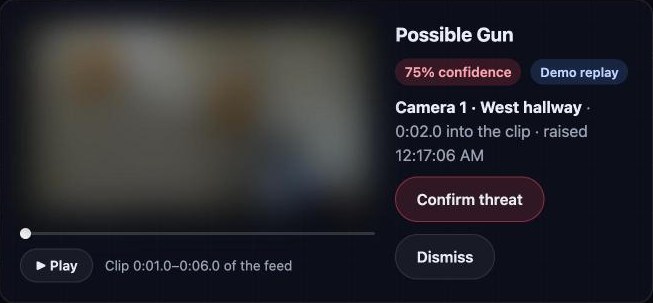 Possible Gun
75% confidence
Demo replay
Camera 1 · West hallway ·
0:02.0 into the clip · raised
12:17:06 AM
Confirm threat
Dismiss
▶ Play
Clip 0:01.0–0:06.0 of the feed